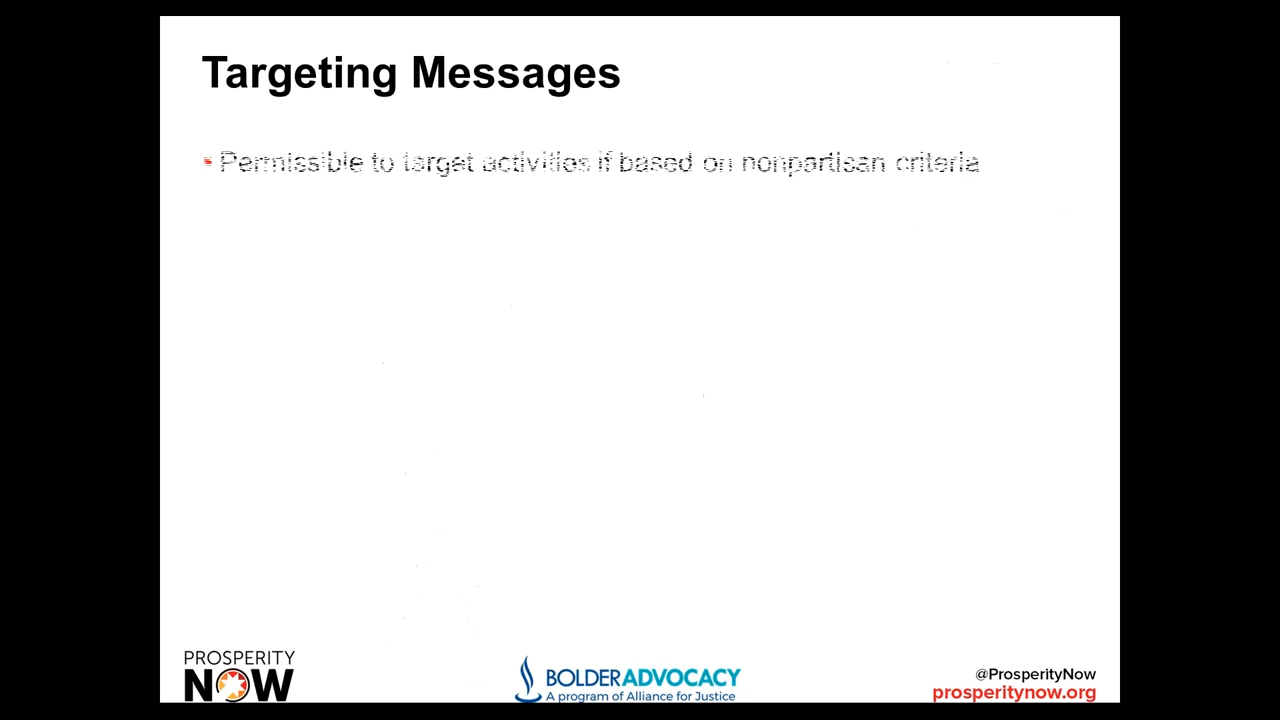 Targeting Messages
Permissible to target activities if based on nonpartisan criteria
PROSPERITY
NOW
BOLDERADVOCACY
A program of Alliance for Justice
@ProsperityNow
prosperitynow.org